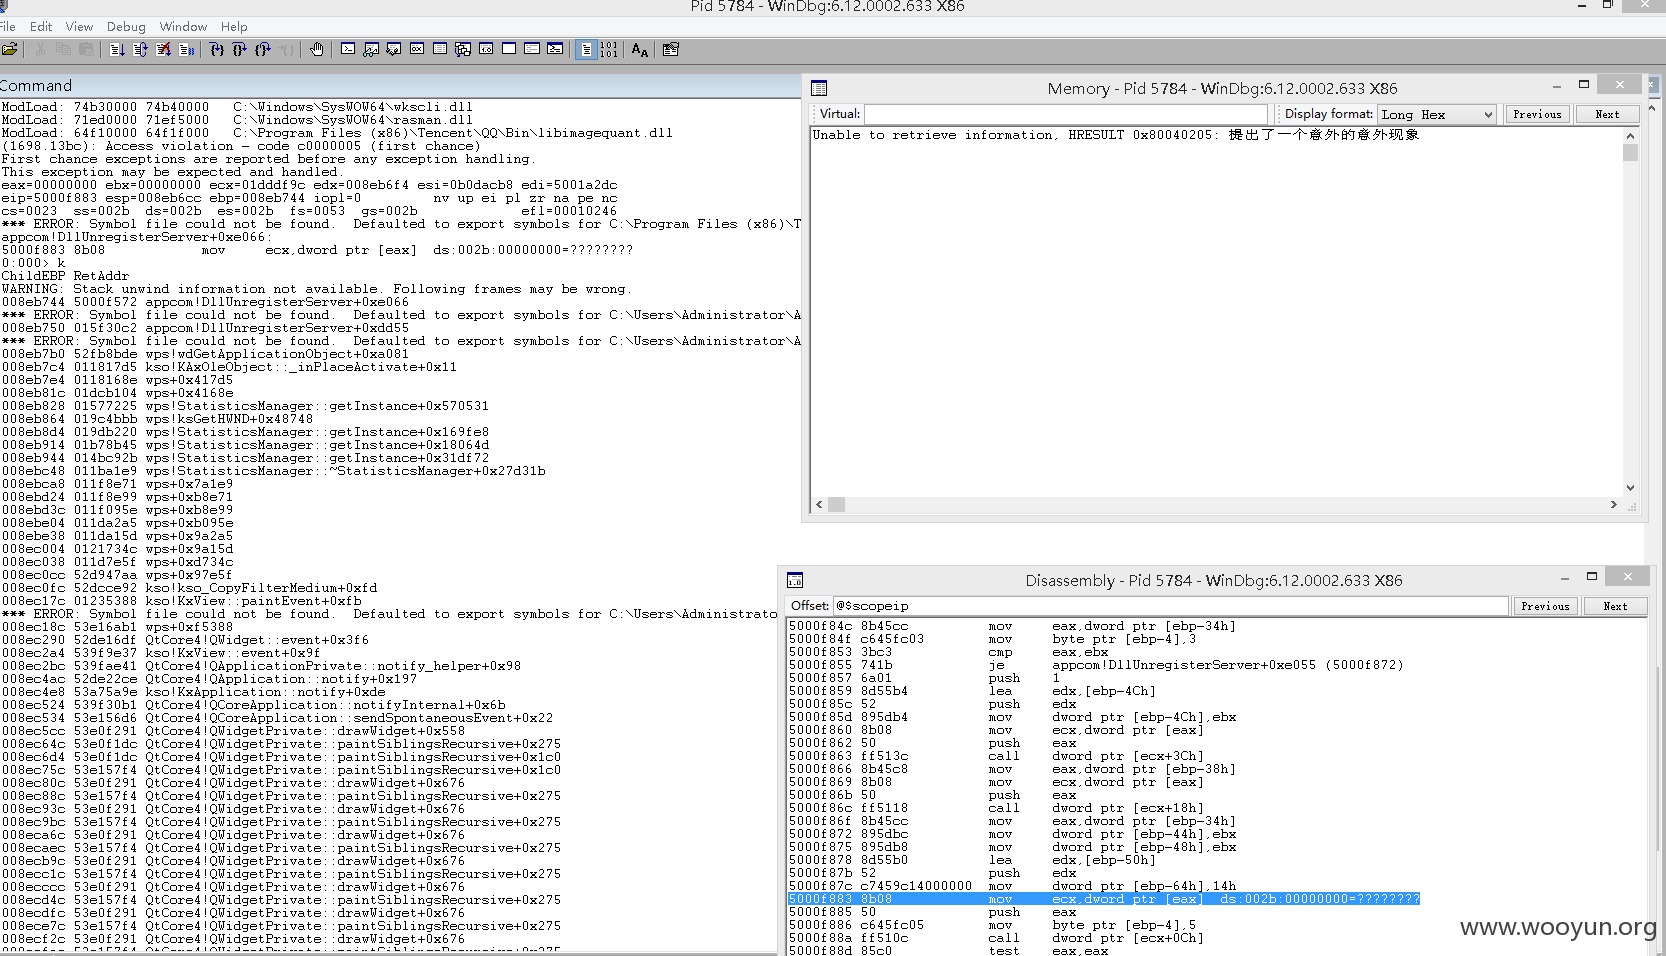 Pid 5784 - WinDbg:6.12.0002.633 X86
File Edit View Debug Window Help
Command
ModLoad: 74b30000 74b40000   C:\Windows\SysWOW64\wkscli.dll
ModLoad: 71ed0000 71ef5000   C:\Windows\SysWOW64\rasman.dll
ModLoad: 64f10000 64f1f000   C:\Program Files (x86)\Tencent\QQ\Bin\libimagequant.dll
(1698.13bc): Access violation - code c0000005 (first chance)
First chance exceptions are reported before any exception handling.
This exception may be expected and handled.
eax=00000000 ebx=00000000 ecx=01dddf9c edx=008eb6f4 esi=0b0dacb8 edi=5001a2dc
eip=5000f883 esp=008eb6cc ebp=008eb744 iopl=0         nv up ei pl zr na pe nc
cs=0023  ss=002b  ds=002b  es=002b  fs=0053  gs=002b             efl=00010246
*** ERROR: Symbol file could not be found.  Defaulted to export symbols for C:\Program Files (x86)\T
appcom!DllUnregisterServer+0xe066:
5000f883 8b08            mov     ecx,dword ptr [eax]  ds:002b:00000000=????????
0:000> k
ChildEBP RetAddr
WARNING: Stack unwind information not available. Following frames may be wrong.
008eb744 5000f572 appcom!DllUnregisterServer+0xe066
*** ERROR: Symbol file could not be found.  Defaulted to export symbols for C:\Users\Administrator\A
008eb750 015f30c2 appcom!DllUnregisterServer+0xdd55
*** ERROR: Symbol file could not be found.  Defaulted to export symbols for C:\Users\Administrator\A
008eb7b0 52fb8bde wps!wdGetApplicationObject+0xa081
008eb7c4 011817d5 kso!KAxOleObject::_inPlaceActivate+0x11
008eb7e4 0118168e wps+0x417d5
008eb81c 01dcb104 wps+0x4168e
008eb828 01577225 wps!StatisticsManager::getInstance+0x570531
008eb864 019c4bbb wps!ksGetHWND+0x48748
008eb8d4 019db220 wps!StatisticsManager::getInstance+0x169fe8
008eb914 01b78b45 wps!StatisticsManager::getInstance+0x18064d
008eb944 014bc92b wps!StatisticsManager::getInstance+0x31df72
008ebc48 011ba1e9 wps!StatisticsManager::~StatisticsManager+0x27d31b
008ebca8 011f8e71 wps+0x7a1e9
008ebd24 011f8e99 wps+0xb8e71
008ebd3c 011f095e wps+0xb8e99
008ebe04 011da2a5 wps+0xb095e
008ebe38 011da15d wps+0x9a2a5
008ec004 0121734c wps+0x9a15d
008ec038 011d7e5f wps+0xd734c
008ec0cc 52d947aa wps+0x97e5f
008ec0fc 52dcce92 kso!kso_CopyFilterMedium+0xfd
008ec17c 01235388 kso!KxView::paintEvent+0xfb
*** ERROR: Symbol file could not be found.  Defaulted to export symbols for C:\Users\Administrato
008ec18c 53e16ab1 wps+0xf5388
008ec290 52de16df QtCore4!QWidget::event+0x3f6
008ec2a4 539f9e37 kso!KxView::event+0x9f
008ec2bc 539fae41 QtCore4!QApplicationPrivate::notify_helper+0x98
008ec4ac 52de22ce QtCore4!QApplication::notify+0x197
008ec4e8 53a75a9e kso!KxApplication::notify+0xde
008ec524 539f30b1 QtCore4!QCoreApplication::notifyInternal+0x6b
008ec534 53e156d6 QtCore4!QCoreApplication::sendSpontaneousEvent+0x22
008ec5cc 53e0f291 QtCore4!QWidgetPrivate::drawWidget+0x558
008ec64c 53e0f1dc QtCore4!QWidgetPrivate::paintSiblingsRecursive+0x275
008ec6d4 53e0f1dc QtCore4!QWidgetPrivate::paintSiblingsRecursive+0x1c0
008ec75c 53e157f4 QtCore4!QWidgetPrivate::paintSiblingsRecursive+0x1c0
008ec80c 53e0f291 QtCore4!QWidgetPrivate::drawWidget+0x676
008ec88c 53e157f4 QtCore4!QWidgetPrivate::paintSiblingsRecursive+0x275
008ec93c 53e0f291 QtCore4!QWidgetPrivate::drawWidget+0x676
008ec9bc 53e157f4 QtCore4!QWidgetPrivate::paintSiblingsRecursive+0x275
008eca6c 53e0f291 QtCore4!QWidgetPrivate::drawWidget+0x676
008ecaec 53e157f4 QtCore4!QWidgetPrivate::paintSiblingsRecursive+0x275
008ecb9c 53e0f291 QtCore4!QWidgetPrivate::drawWidget+0x676
008ecc1c 53e157f4 QtCore4!QWidgetPrivate::paintSiblingsRecursive+0x275
008ecccc 53e0f291 QtCore4!QWidgetPrivate::drawWidget+0x676
008ecd4c 53e157f4 QtCore4!QWidgetPrivate::paintSiblingsRecursive+0x275
008ecdfc 53e0f291 QtCore4!QWidgetPrivate::drawWidget+0x676
008ece7c 53e157f4 QtCore4!QWidgetPrivate::paintSiblingsRecursive+0x275
008ecf2c 53e0f291 QtCore4!QWidgetPrivate::drawWidget+0x676
Memory - Pid 5784 - WinDbg:6.12.0002.633 X86
Virtual: Display format: Long Hex Previous Next
Unable to retrieve information, HRESULT 0x80040205: 提出了一个意外的意外现象
Disassembly - Pid 5784 - WinDbg:6.12.0002.633 X86
Offset: @$scopeip Previous Next
5000f84c 8b45cc          mov     eax,dword ptr [ebp-34h]
5000f84f c645fc03        mov     byte ptr [ebp-4],3
5000f853 3bc3            cmp     eax,ebx
5000f855 741b            je      appcom!DllUnregisterServer+0xe055 (5000f872)
5000f857 6a01            push    1
5000f859 8d55b4          lea     edx,[ebp-4Ch]
5000f85c 52              push    edx
5000f85d 895db4          mov     dword ptr [ebp-4Ch],ebx
5000f860 8b08            mov     ecx,dword ptr [eax]
5000f862 50              push    eax
5000f863 ff513c          call    dword ptr [ecx+3Ch]
5000f866 8b45c8          mov     eax,dword ptr [ebp-38h]
5000f869 8b08            mov     ecx,dword ptr [eax]
5000f86b 50              push    eax
5000f86c ff5118          call    dword ptr [ecx+18h]
5000f86f 8b45cc          mov     eax,dword ptr [ebp-34h]
5000f872 895dbc          mov     dword ptr [ebp-44h],ebx
5000f875 895db8          mov     dword ptr [ebp-48h],ebx
5000f878 8d55b0          lea     edx,[ebp-50h]
5000f87b 52              push    edx
5000f87c c7459c14000000  mov     dword ptr [ebp-64h],14h
5000f883 8b08            mov     ecx,dword ptr [eax]  ds:002b:00000000=????????
5000f885 50              push    eax
5000f886 c645fc05        mov     byte ptr [ebp-4],5
5000f88a ff510c          call    dword ptr [ecx+0Ch]
5000f88d 85c0            test    eax,eax
www.wooyun.org